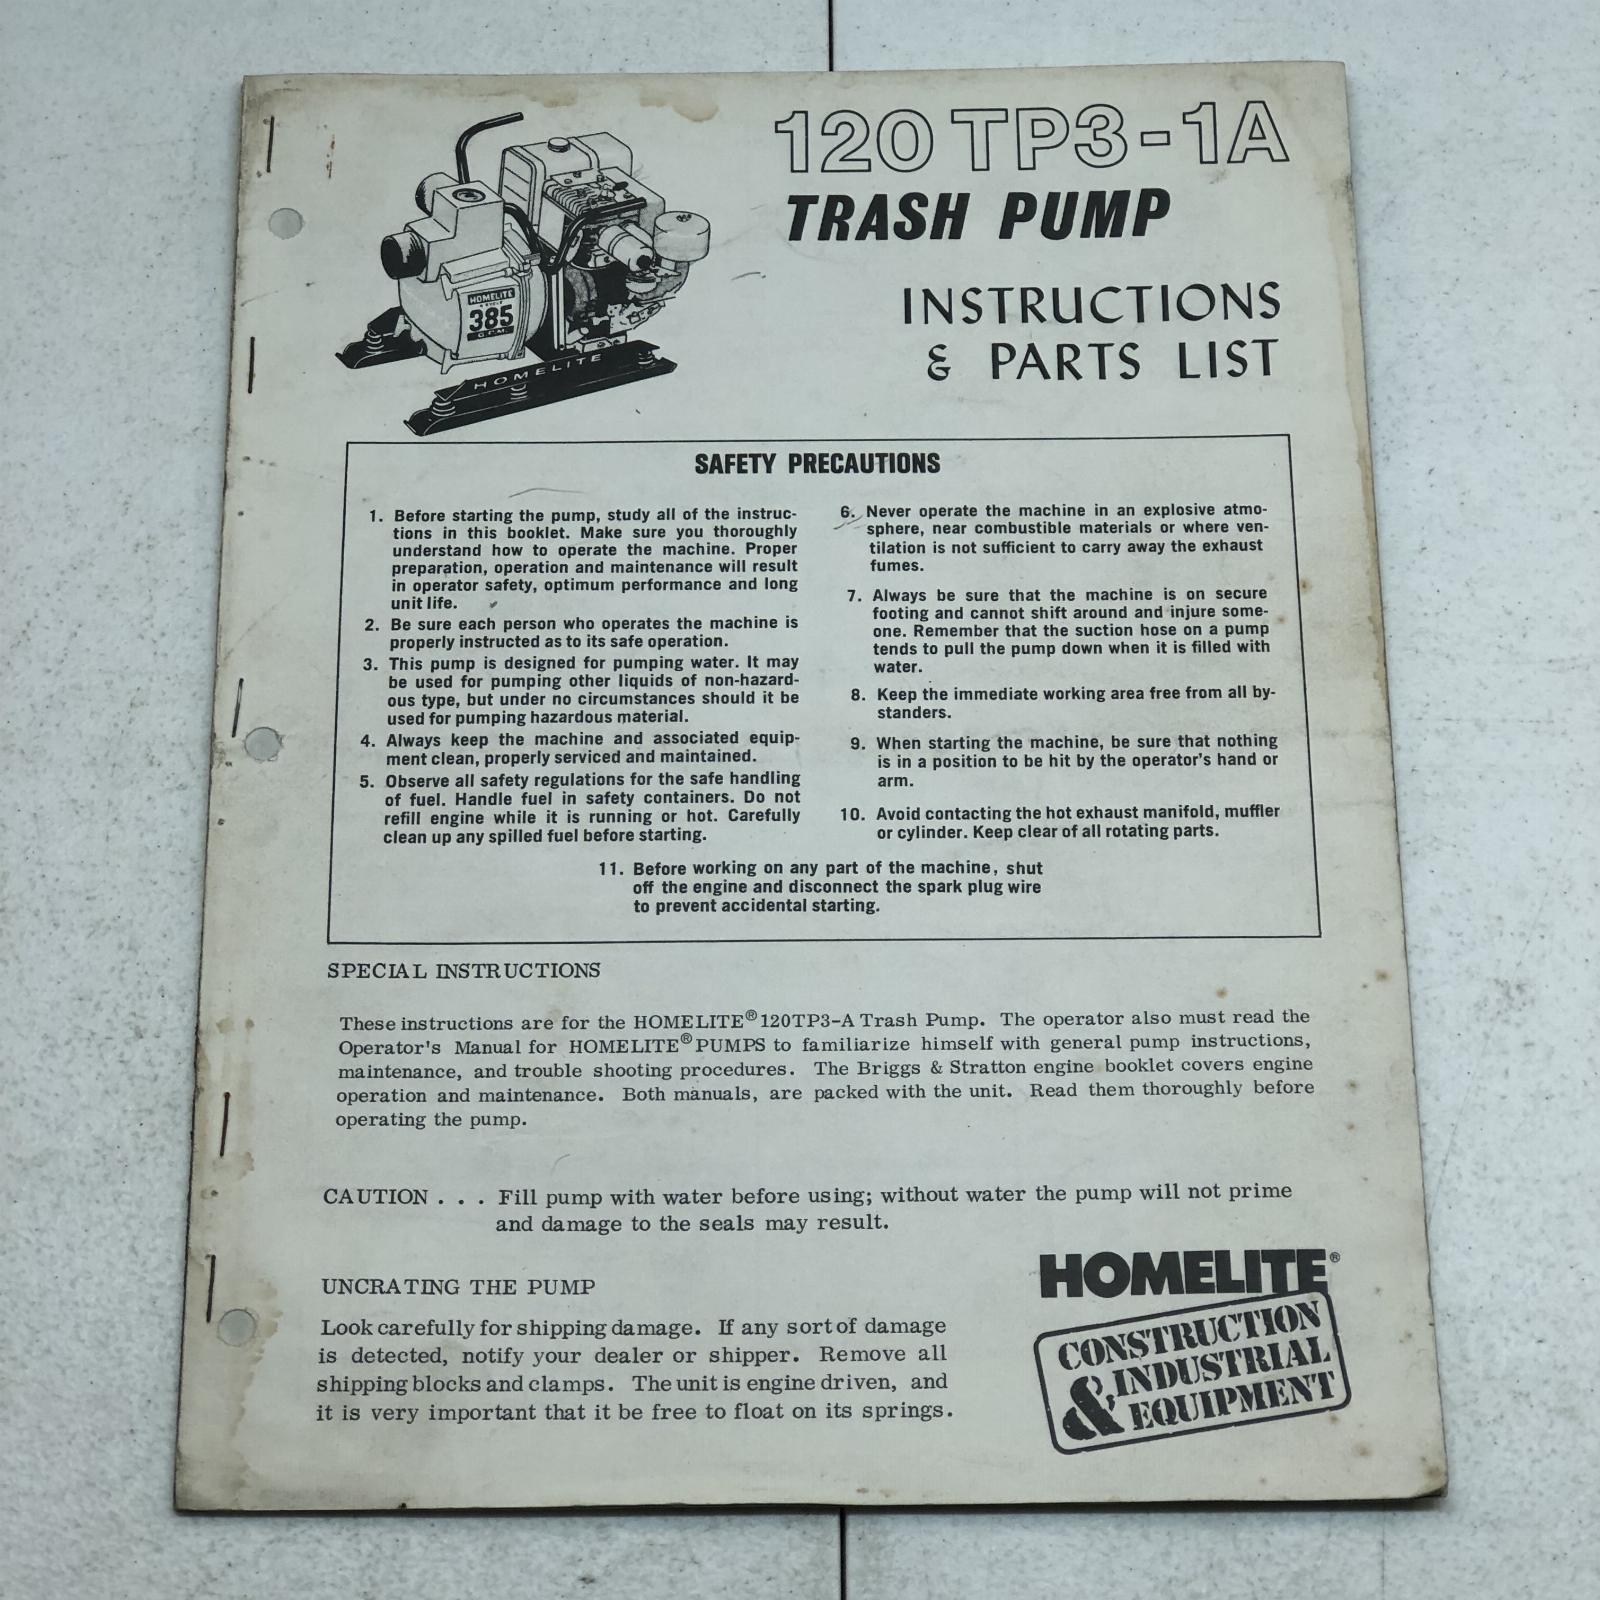 120 TP3-1A
TRASH PUMP
INSTRUCTIONS
& PARTS LIST
HOMELITE
385
G.P.M.
HOMELITE
SAFETY PRECAUTIONS
1. Before starting the pump, study all of the instruc-
tions in this booklet. Make sure you thoroughly
understand how to operate the machine. Proper
preparation, operation and maintenance will result
in operator safety, optimum performance and long
unit life.
2. Be sure each person who operates the machine is
properly instructed as to its safe operation.
3. This pump is designed for pumping water. It may
be used for pumping other liquids of non-hazard-
ous type, but under no circumstances should it be
used for pumping hazardous material.
4. Always keep the machine and associated equip-
ment clean, properly serviced and maintained.
5. Observe all safety regulations for the safe handling
of fuel. Handle fuel in safety containers. Do not
refill engine while it is running or hot. Carefully
clean up any spilled fuel before starting.
6. Never operate the machine in an explosive atmo-
sphere, near combustible materials or where ven-
tilation is not sufficient to carry away the exhaust
fumes.
7. Always be sure that the machine is on secure
footing and cannot shift around and injure some-
one. Remember that the suction hose on a pump
tends to pull the pump down when it is filled with
water.
8. Keep the immediate working area free from all by-
standers.
9. When starting the machine, be sure that nothing
is in a position to be hit by the operator's hand or
arm.
10. Avoid contacting the hot exhaust manifold, muffler
or cylinder. Keep clear of all rotating parts.
11. Before working on any part of the machine, shut
off the engine and disconnect the spark plug wire
to prevent accidental starting.
SPECIAL INSTRUCTIONS
These instructions are for the HOMELITE® 120TP3-A Trash Pump. The operator also must read the
Operator's Manual for HOMELITE® PUMPS to familiarize himself with general pump instructions,
maintenance, and trouble shooting procedures. The Briggs & Stratton engine booklet covers engine
operation and maintenance. Both manuals, are packed with the unit. Read them thoroughly before
operating the pump.
CAUTION . . . Fill pump with water before using; without water the pump will not prime
and damage to the seals may result.
UNCRATING THE PUMP
Look carefully for shipping damage. If any sort of damage
is detected, notify your dealer or shipper. Remove all
shipping blocks and clamps. The unit is engine driven, and
it is very important that it be free to float on its springs.
HOMELITE®
CONSTRUCTION
& INDUSTRIAL
EQUIPMENT